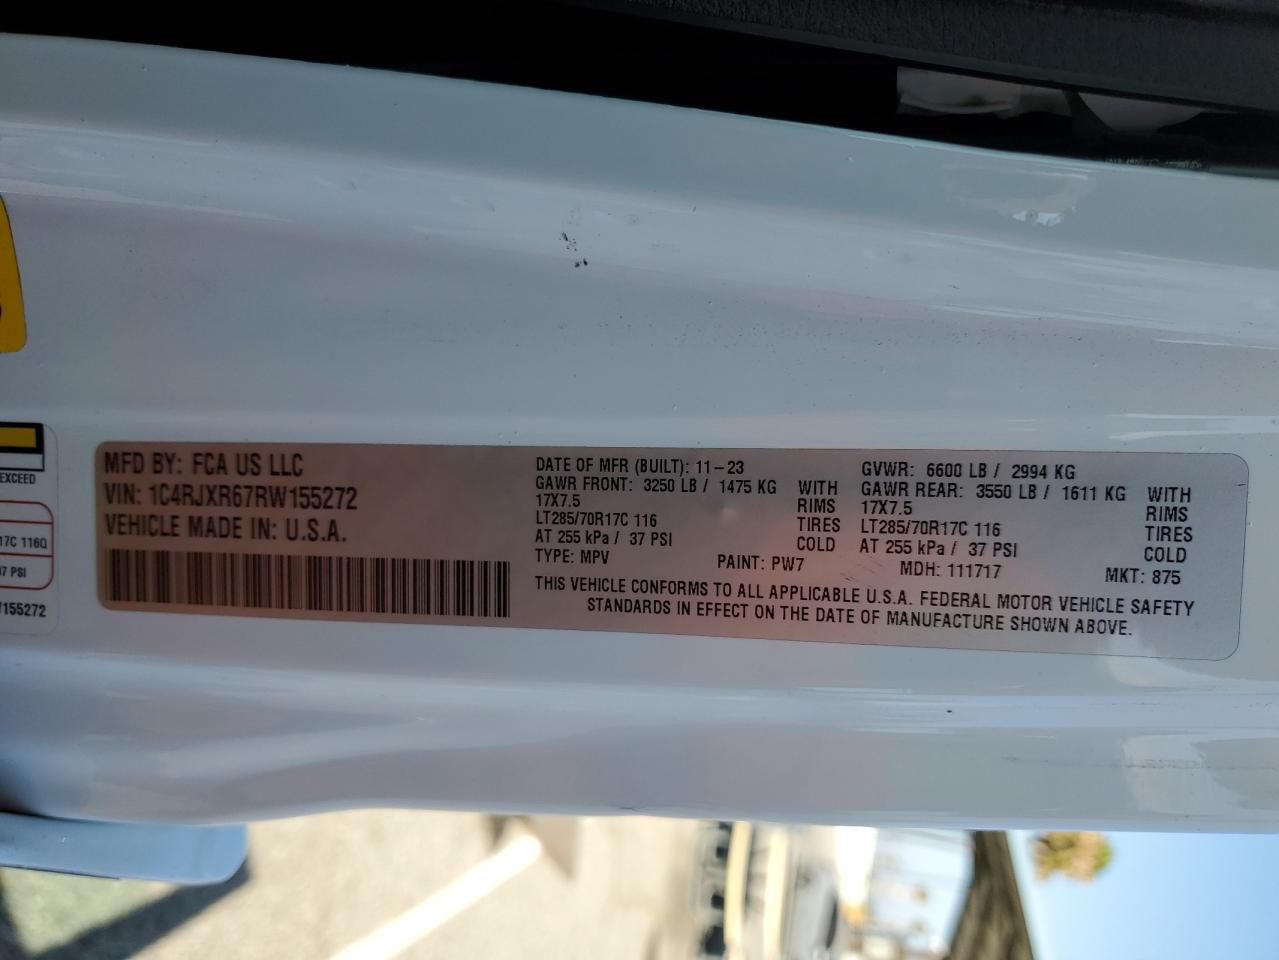 MFD BY: FCA US LLC
VIN: 1C4RJXR67RW155272
VEHICLE MADE IN: U.S.A.
DATE OF MFR (BUILT): 11-23
GVWR: 6600 LB / 2994 KG
GAWR FRONT: 3250 LB / 1475 KG WITH
17X7.5 RIMS
LT285/70R17C 116 TIRES
AT 255 kPa / 37 PSI COLD
GAWR REAR: 3550 LB / 1611 KG WITH
17X7.5 RIMS
LT285/70R17C 116 TIRES
AT 255 kPa / 37 PSI COLD
TYPE: MPV PAINT: PW7 MDH: 111717 MKT: 875
THIS VEHICLE CONFORMS TO ALL APPLICABLE U.S.A. FEDERAL MOTOR VEHICLE SAFETY
STANDARDS IN EFFECT ON THE DATE OF MANUFACTURE SHOWN ABOVE.
EXCEED
17C 116Q
37 PSI
155272